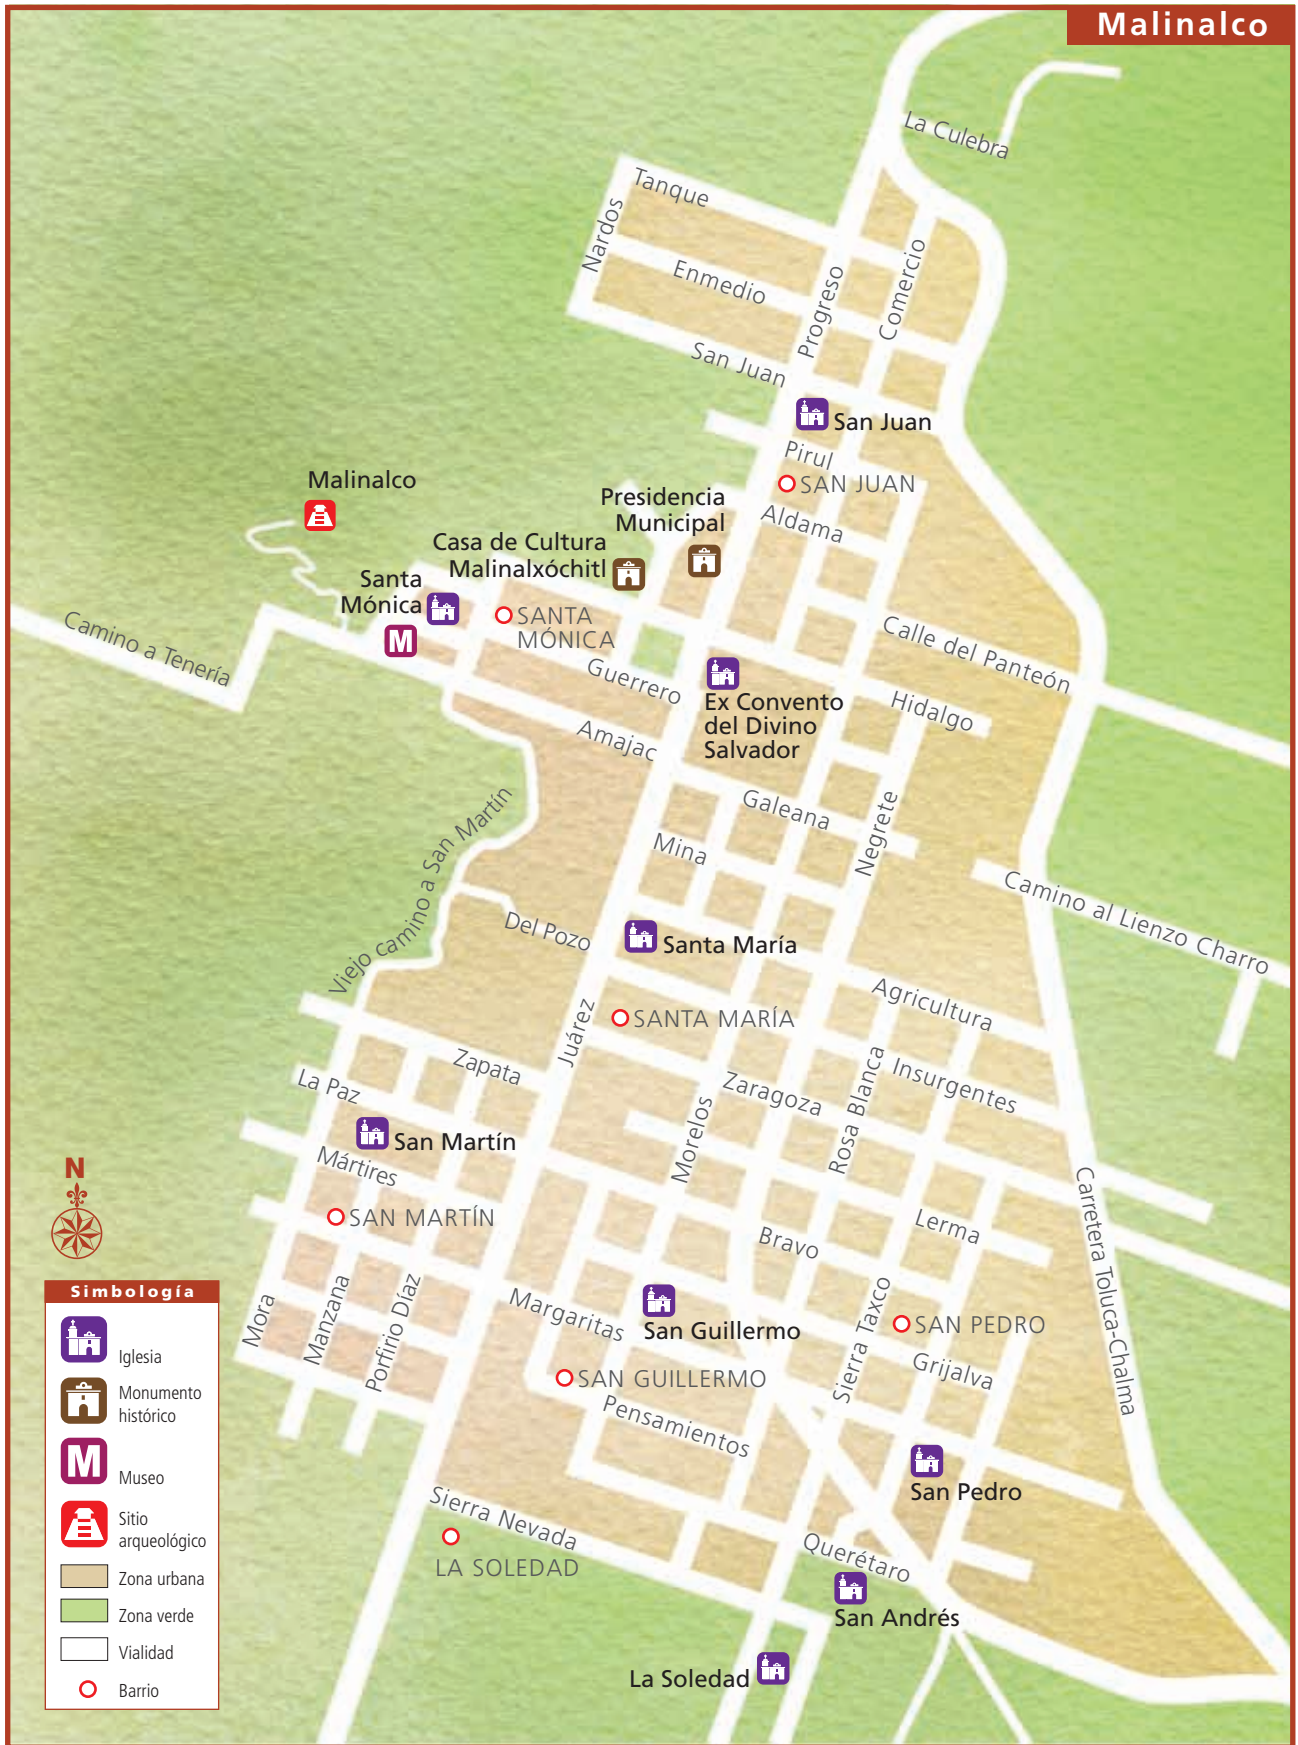 Malinalco
La Culebra
Tanque
Nardos
Enmedio
Comercio
Progreso
San Juan
San Juan
Pirul
SAN JUAN
Malinalco
Presidencia
Municipal
Aldama
Casa de Cultura
Malinalxóchitl
Santa
Mónica
M
SANTA
MÓNICA
Camino a Tenería
Calle del Panteón
Guerrero
Ex Convento
del Divino
Salvador
Hidalgo
Amajac
Galeana
Mina
Negrete
Viejo camino a San Martín
Camino al Lienzo Charro
Del Pozo
Santa María
Agricultura
Juárez
SANTA MARÍA
Zapata
La Paz
Zaragoza
Insurgentes
Rosa Blanca
Morelos
San Martín
Mártires
N
SAN MARTÍN
Bravo
Lerma
Carretera Toluca-Chalma
Mora
Manzana
Porfirio Díaz
Margaritas
San Guillermo
Sierra Taxco
SAN PEDRO
Grijalva
SAN GUILLERMO
Pensamientos
San Pedro
Sierra Nevada
LA SOLEDAD
Querétaro
San Andrés
La Soledad
Simbología
Iglesia
Monumento
histórico
M
Museo
Sitio
arqueológico
Zona urbana
Zona verde
Vialidad
Barrio